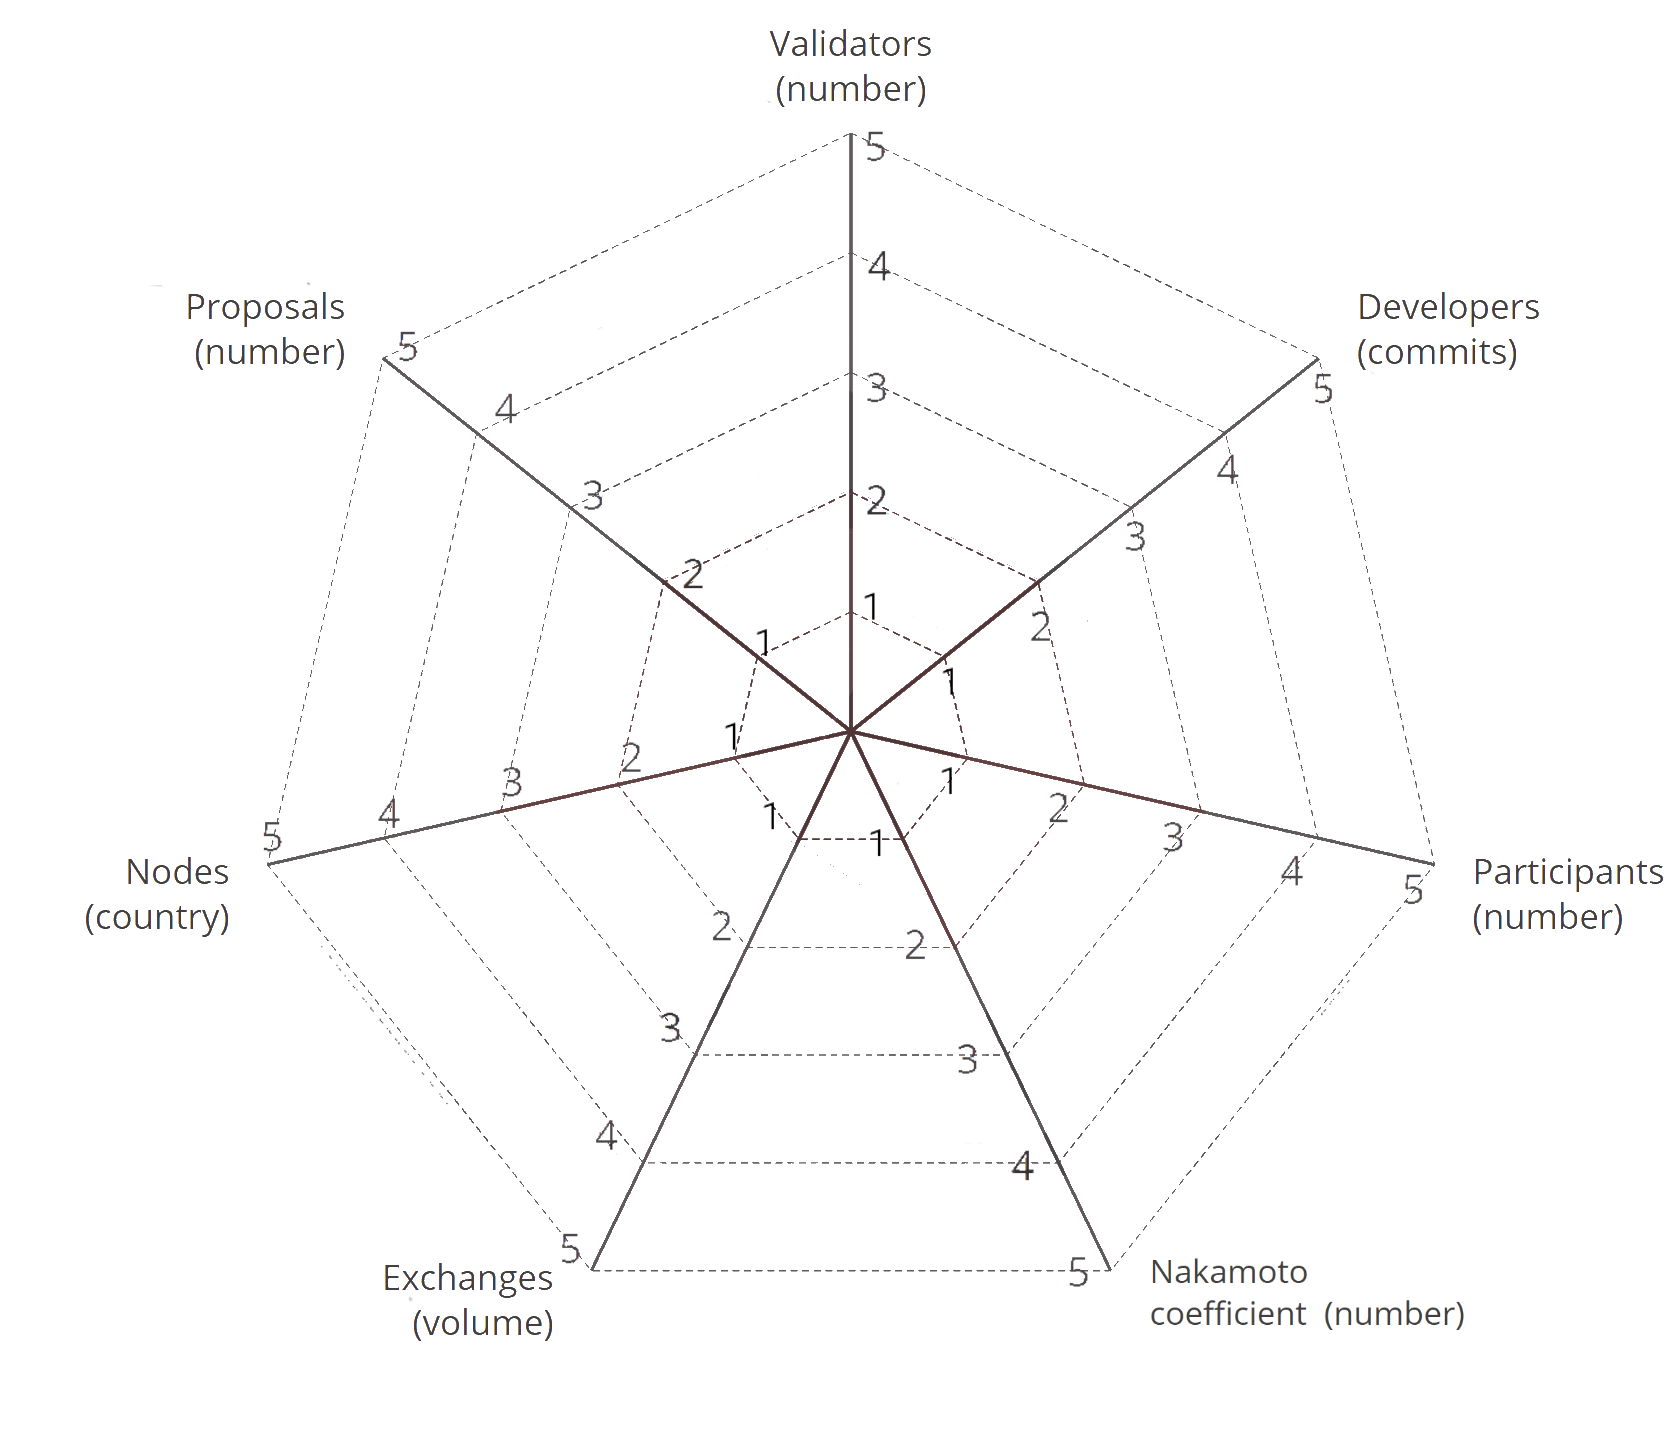 Validators
(number)
5
4
3
2
1
Developers
(commits)
5
4
3
2
1
Participants
(number)
1
2
3
4
5
Nakamoto
coefficient (number)
1
2
3
4
5
Exchanges
(volume)
1
2
3
4
5
Nodes
(country)
1
2
3
4
5
Proposals
(number)
5
4
3
2
1